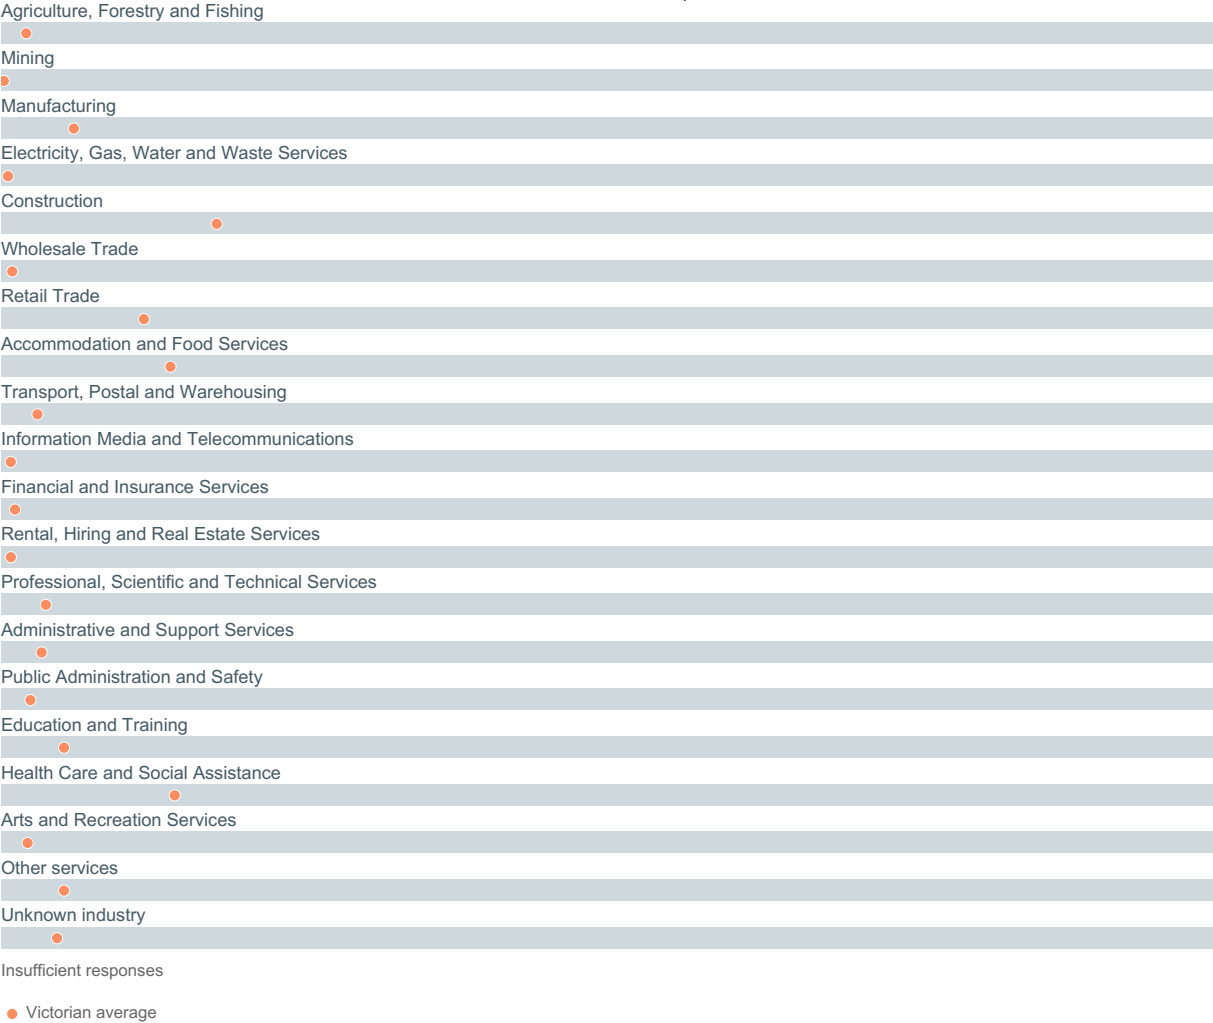 Agriculture, Forestry and Fishing
Mining
Manufacturing
Electricity, Gas, Water and Waste Services
Construction
Wholesale Trade
Retail Trade
Accommodation and Food Services
Transport, Postal and Warehousing
Information Media and Telecommunications
Financial and Insurance Services
Rental, Hiring and Real Estate Services
Professional, Scientific and Technical Services
Administrative and Support Services
Public Administration and Safety
Education and Training
Health Care and Social Assistance
Arts and Recreation Services
Other services
Unknown industry
Insufficient responses
Victorian average